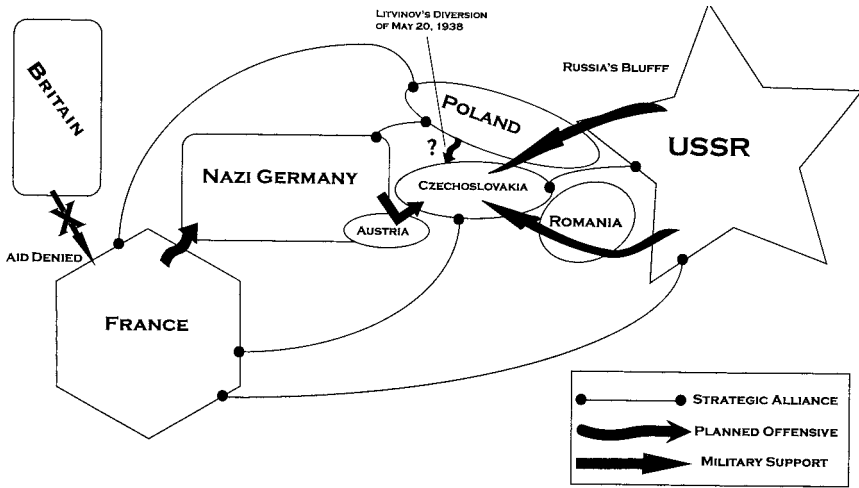 Litvinov's Diversion
of May 20, 1938
Britain
Russia's Blufff
Poland
USSR
?
Nazi Germany
Czechoslovakia
Austria
Romania
Aid Denied
France
Strategic Alliance
Planned Offensive
Military Support